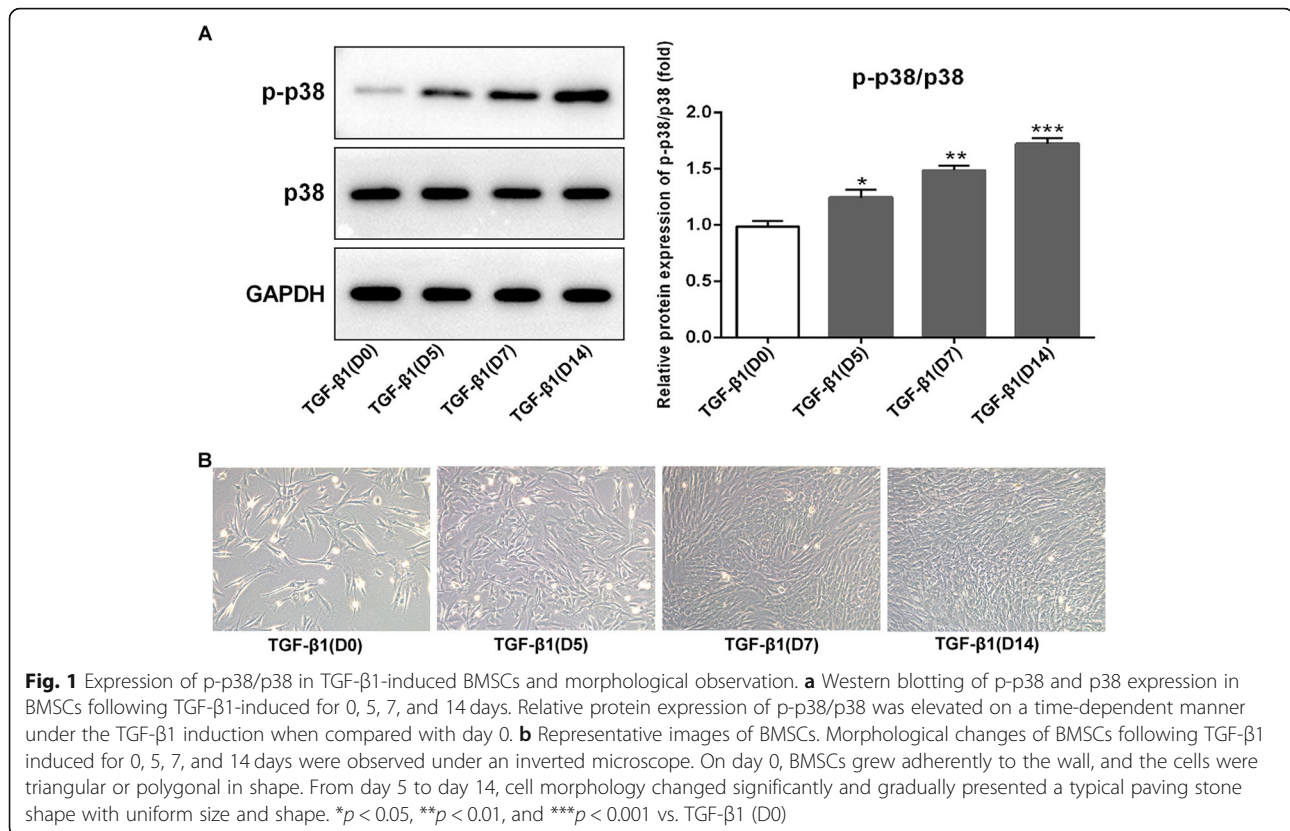 A
p-p38
p38
GAPDH
TGF-β1(D0)
TGF-β1(D5)
TGF-β1(D7)
TGF-β1(D14)
p-p38/p38
Relative protein expression of p-p38/p38 (fold)
2.0
1.5
1.0
0.5
0.0
*
**
***
TGF-β1(D0)
TGF-β1(D5)
TGF-β1(D7)
TGF-β1(D14)
B
TGF-β1(D0)
TGF-β1(D5)
TGF-β1(D7)
TGF-β1(D14)
Fig. 1 Expression of p-p38/p38 in TGF-β1-induced BMSCs and morphological observation. a Western blotting of p-p38 and p38 expression in
BMSCs following TGF-β1-induced for 0, 5, 7, and 14 days. Relative protein expression of p-p38/p38 was elevated on a time-dependent manner
under the TGF-β1 induction when compared with day 0. b Representative images of BMSCs. Morphological changes of BMSCs following TGF-β1
induced for 0, 5, 7, and 14 days were observed under an inverted microscope. On day 0, BMSCs grew adherently to the wall, and the cells were
triangular or polygonal in shape. From day 5 to day 14, cell morphology changed significantly and gradually presented a typical paving stone
shape with uniform size and shape. *p < 0.05, **p < 0.01, and ***p < 0.001 vs. TGF-β1 (D0)